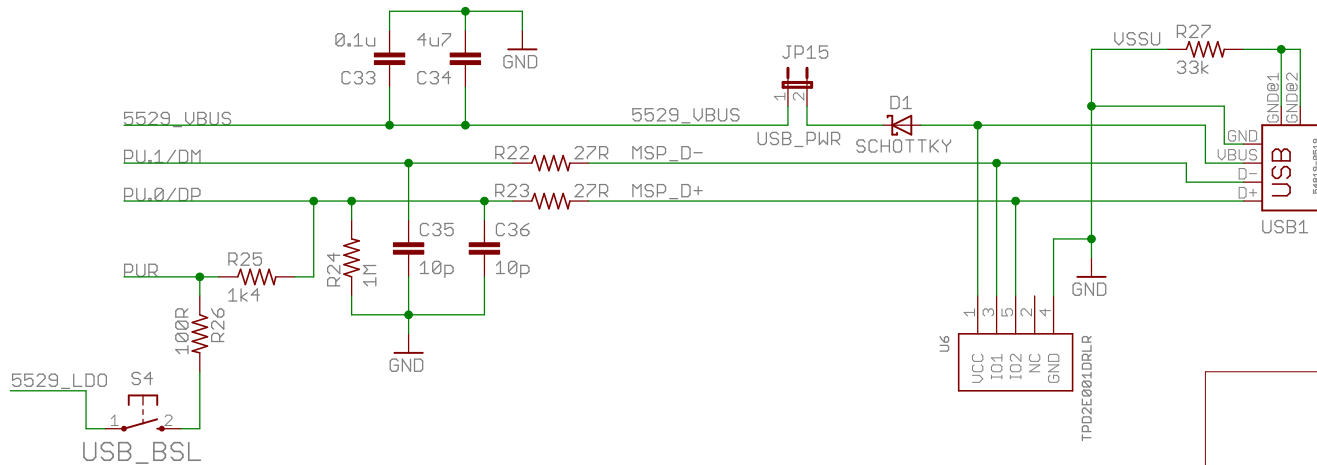 0.1u
4u7
GND
C33
C34
JP15
1
2
USB_PWR
D1
SCHOTTKY
VSSU
R27
33k
GND@1
GND@2
GND
VBUS
D-
D+
USB
USB1
5529_VBUS
5529_VBUS
PU.1/DM
R22
27R
MSP_D-
PU.0/DP
R23
27R
MSP_D+
C35
10p
C36
10p
R24
1M
PUR
R25
1k4
100R
R26
GND
GND
5529_LDO
S4
1
2
USB_BSL
U6
1
3
5
2
4
VCC
IO1
IO2
NC
GND
TPD2E001DRLR